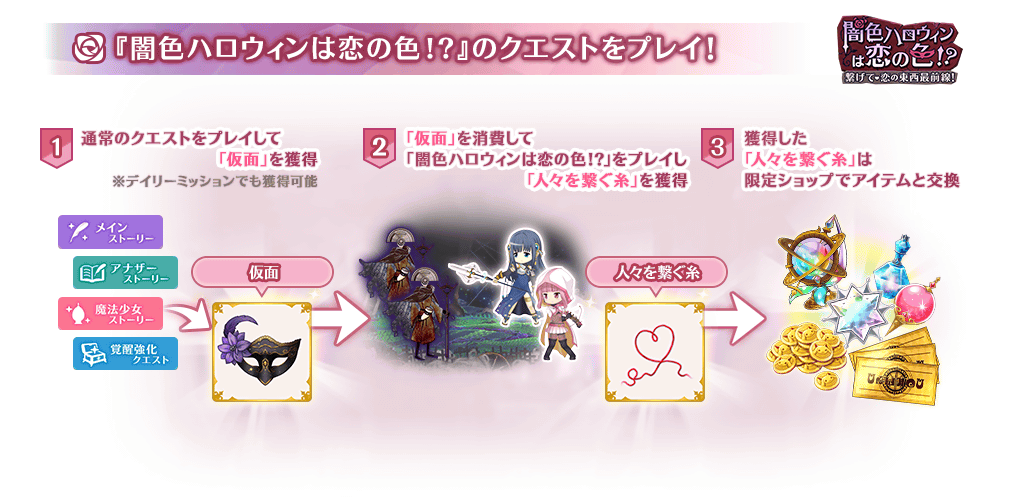 『闇色ハロウィンは恋の色!?』のクエストをプレイ!
闇色ハロウィン
は恋の色!?
繋げて♥恋の東西最前線!
1
通常のクエストをプレイして
「仮面」を獲得
※デイリーミッションでも獲得可能
2
「仮面」を消費して
「闇色ハロウィンは恋の色!?」をプレイし
「人々を繋ぐ糸」を獲得
3
獲得した
「人々を繋ぐ糸」は
限定ショップでアイテムと交換
メイン
ストーリー
アナザー
ストーリー
魔法少女
ストーリー
覚醒強化
クエスト
仮面
人々を繋ぐ糸